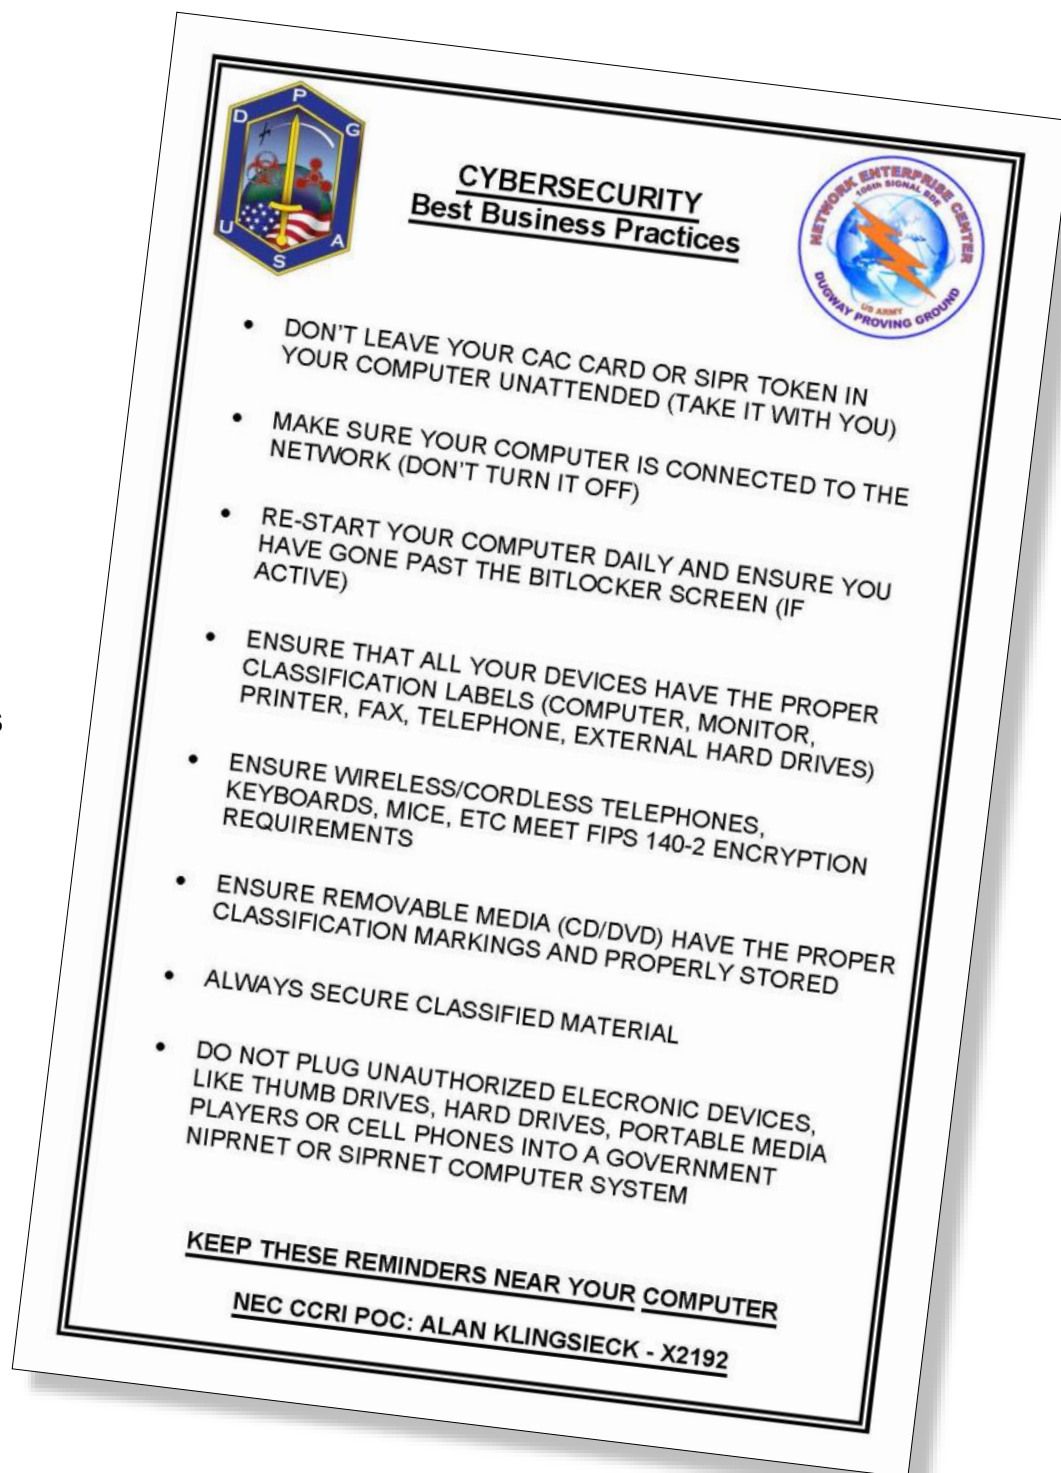 D P G
U S A
NETWORK ENTERPRISE CENTER
106th SIGNAL BDE
US ARMY
DUGWAY PROVING GROUND
CYBERSECURITY
Best Business Practices
• DON'T LEAVE YOUR CAC CARD OR SIPR TOKEN IN
YOUR COMPUTER UNATTENDED (TAKE IT WITH YOU)
• MAKE SURE YOUR COMPUTER IS CONNECTED TO THE
NETWORK (DON'T TURN IT OFF)
• RE-START YOUR COMPUTER DAILY AND ENSURE YOU
HAVE GONE PAST THE BITLOCKER SCREEN (IF
ACTIVE)
• ENSURE THAT ALL YOUR DEVICES HAVE THE PROPER
CLASSIFICATION LABELS (COMPUTER, MONITOR,
PRINTER, FAX, TELEPHONE, EXTERNAL HARD DRIVES)
• ENSURE WIRELESS/CORDLESS TELEPHONES,
KEYBOARDS, MICE, ETC MEET FIPS 140-2 ENCRYPTION
REQUIREMENTS
• ENSURE REMOVABLE MEDIA (CD/DVD) HAVE THE PROPER
CLASSIFICATION MARKINGS AND PROPERLY STORED
• ALWAYS SECURE CLASSIFIED MATERIAL
• DO NOT PLUG UNAUTHORIZED ELECRONIC DEVICES,
LIKE THUMB DRIVES, HARD DRIVES, PORTABLE MEDIA
PLAYERS OR CELL PHONES INTO A GOVERNMENT
NIPRNET OR SIPRNET COMPUTER SYSTEM
KEEP THESE REMINDERS NEAR YOUR COMPUTER
NEC CCRI POC: ALAN KLINGSIECK - X2192